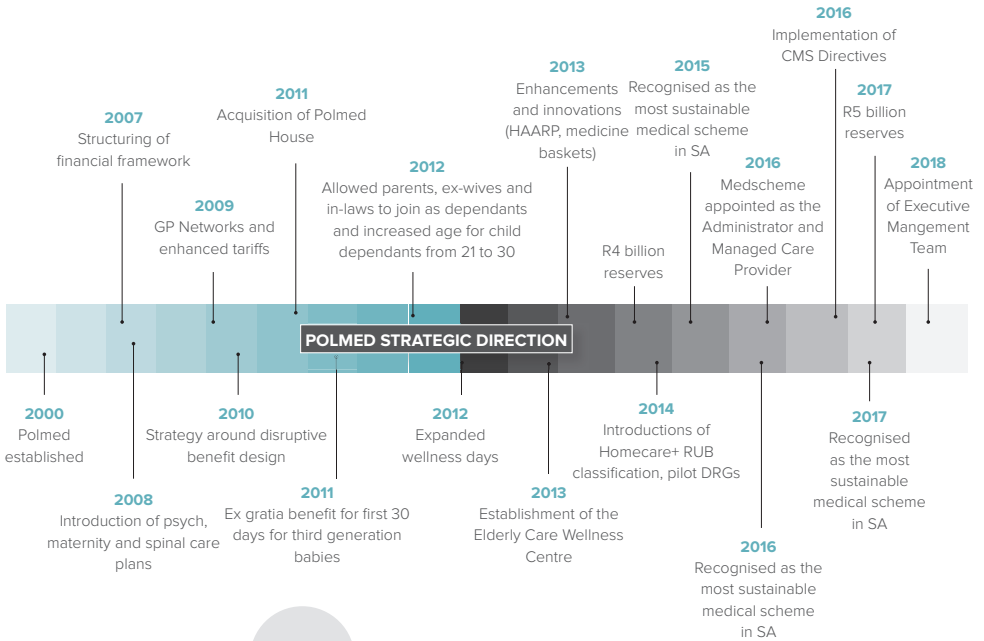 2016
Implementation of
CMS Directives
2013
Enhancements
and innovations
(HAARP, medicine
baskets)
2015
Recognised as the
most sustainable
medical scheme
in SA
2017
R5 billion
reserves
2011
Acquisition of Polmed
House
2007
Structuring of
financial framework
2012
Allowed parents, ex-wives and
in-laws to join as dependants
and increased age for child
dependants from 21 to 30
2016
Medscheme
appointed as the
Administrator and
Managed Care
Provider
2018
Appointment
of Executive
Mangement
Team
2009
GP Networks and
enhanced tariffs
R4 billion
reserves
POLMED STRATEGIC DIRECTION
2000
Polmed
established
2010
Strategy around disruptive
benefit design
2012
Expanded
wellness days
2014
Introductions of
Homecare+ RUB
classification, pilot DRGs
2017
Recognised
as the most
sustainable
medical scheme
in SA
2008
Introduction of psych,
maternity and spinal care
plans
2011
Ex gratia benefit for first 30
days for third generation
babies
2013
Establishment of the
Elderly Care Wellness
Centre
2016
Recognised as the
most sustainable
medical scheme
in SA